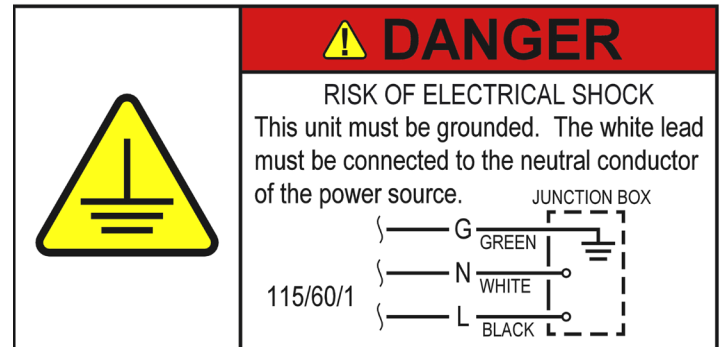 DANGER
RISK OF ELECTRICAL SHOCK
This unit must be grounded. The white lead
must be connected to the neutral conductor
of the power source.
JUNCTION BOX
G
GREEN
N
WHITE
115/60/1
L
BLACK